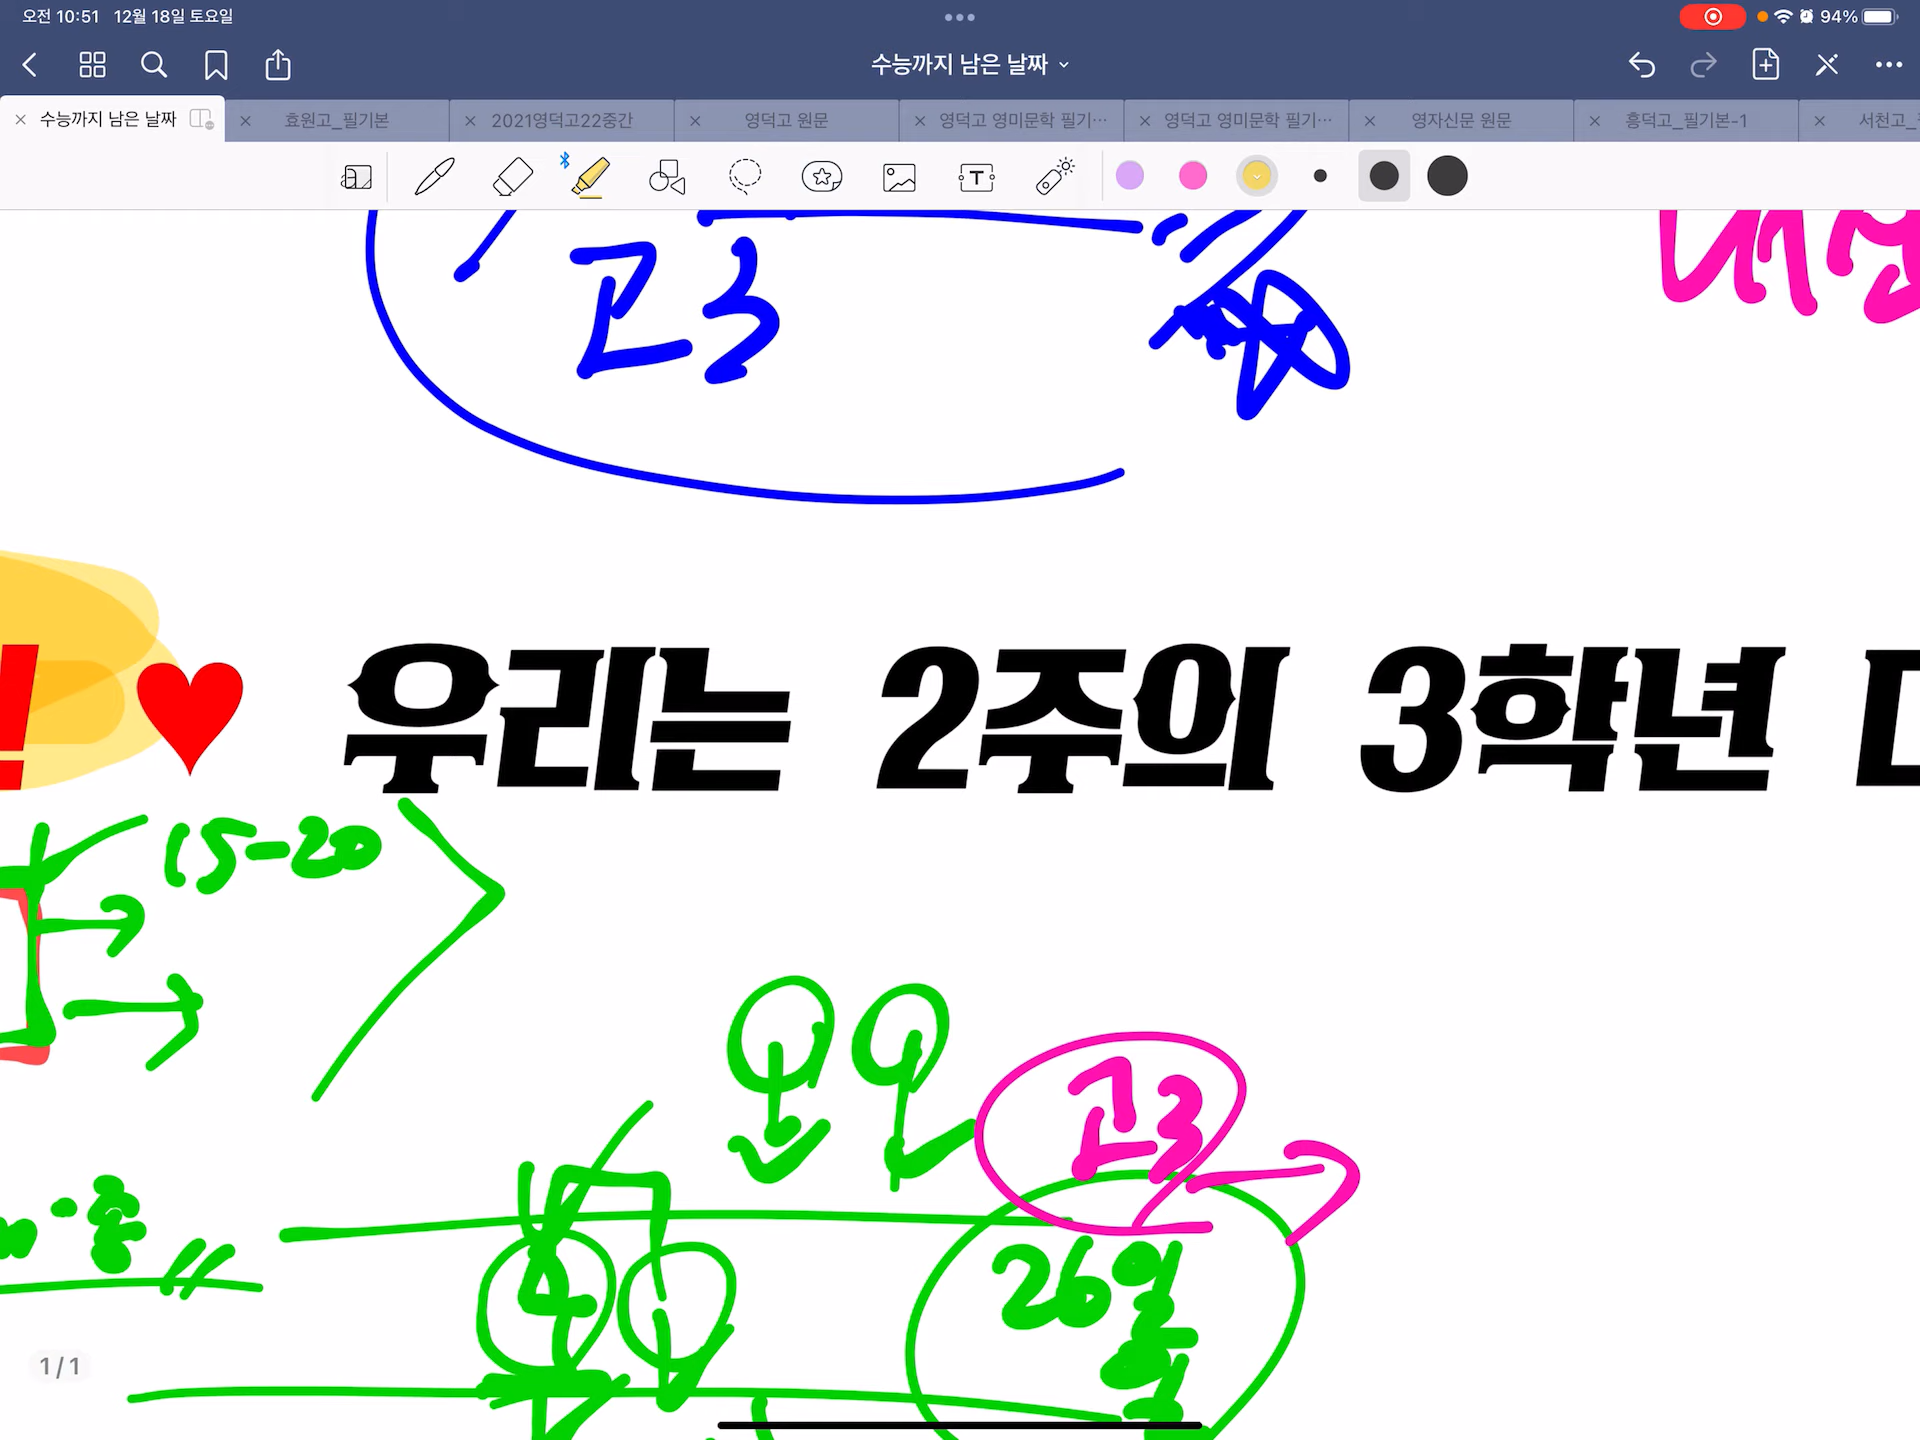 오전 10:51 12월 18일 토요일
94%
수능까지 남은 날짜
수능까지 남은 날짜 효원고_필기본 2021영덕고22중간 영덕고 원문 영덕고 영미문학 필기··· 영덕고 영미문학 필기··· 영자신문 원문 흥덕고_필기본-1 서천고_
고3
! ♥ 우리는 2주의 3학년
15-20
고3
26일
4
1/1